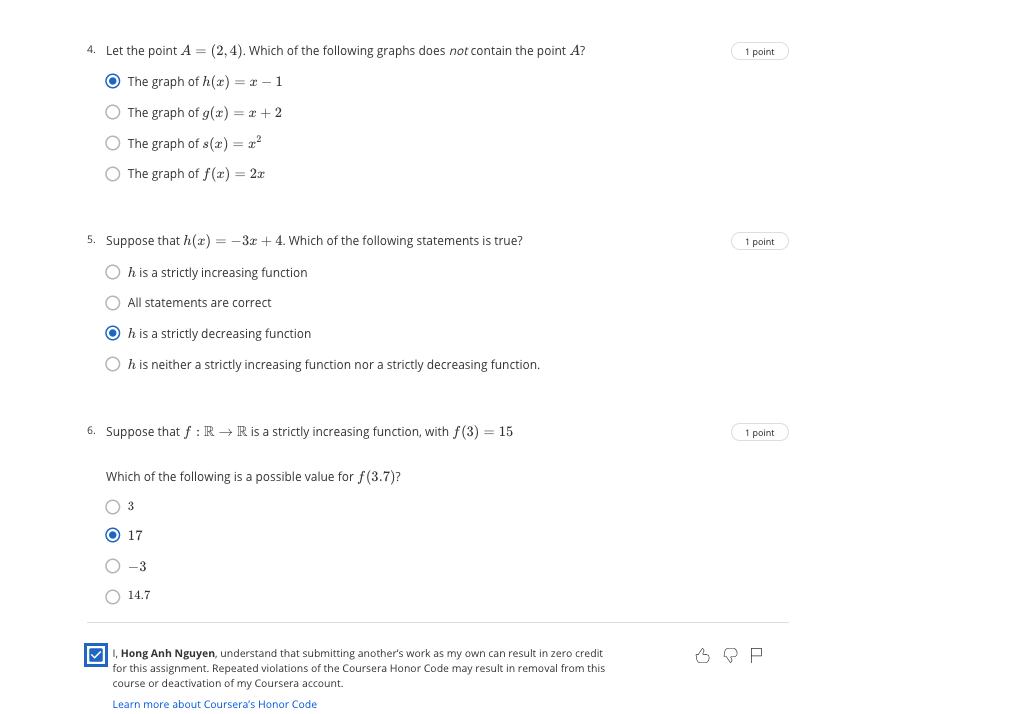 4. Let the point A = (2, 4). Which of the following graphs does not contain the point A? 1 point
The graph of h(x) = x − 1
The graph of g(x) = x + 2
The graph of s(x) = x²
The graph of f(x) = 2x
5. Suppose that h(x) = −3x + 4. Which of the following statements is true? 1 point
h is a strictly increasing function
All statements are correct
h is a strictly decreasing function
h is neither a strictly increasing function nor a strictly decreasing function.
6. Suppose that f : ℝ → ℝ is a strictly increasing function, with f(3) = 15 1 point
Which of the following is a possible value for f(3.7)?
3
17
−3
14.7
I, Hong Anh Nguyen, understand that submitting another's work as my own can result in zero credit
for this assignment. Repeated violations of the Coursera Honor Code may result in removal from this
course or deactivation of my Coursera account.
Learn more about Coursera's Honor Code